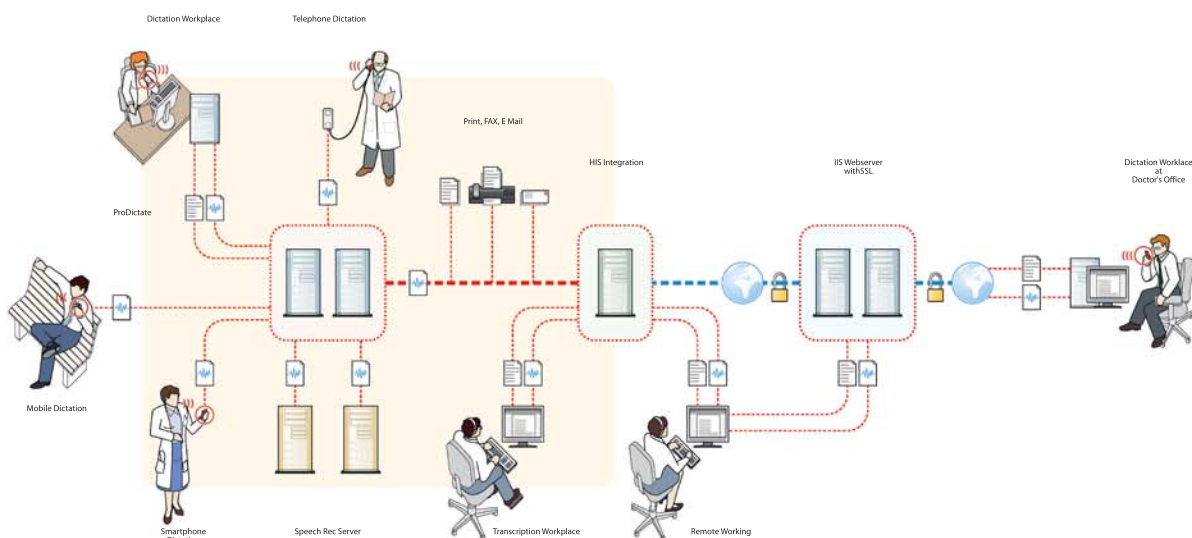 Dictation Workplace
Telephone Dictation
Print, FAX, E Mail
HIS Integration
IIS Webserver
withSSL
Dictation Worklace
at
Doctor's Office
ProDictate
Mobile Dictation
Smartphone
Speech Rec Server
Transcription Workplace
Remote Working